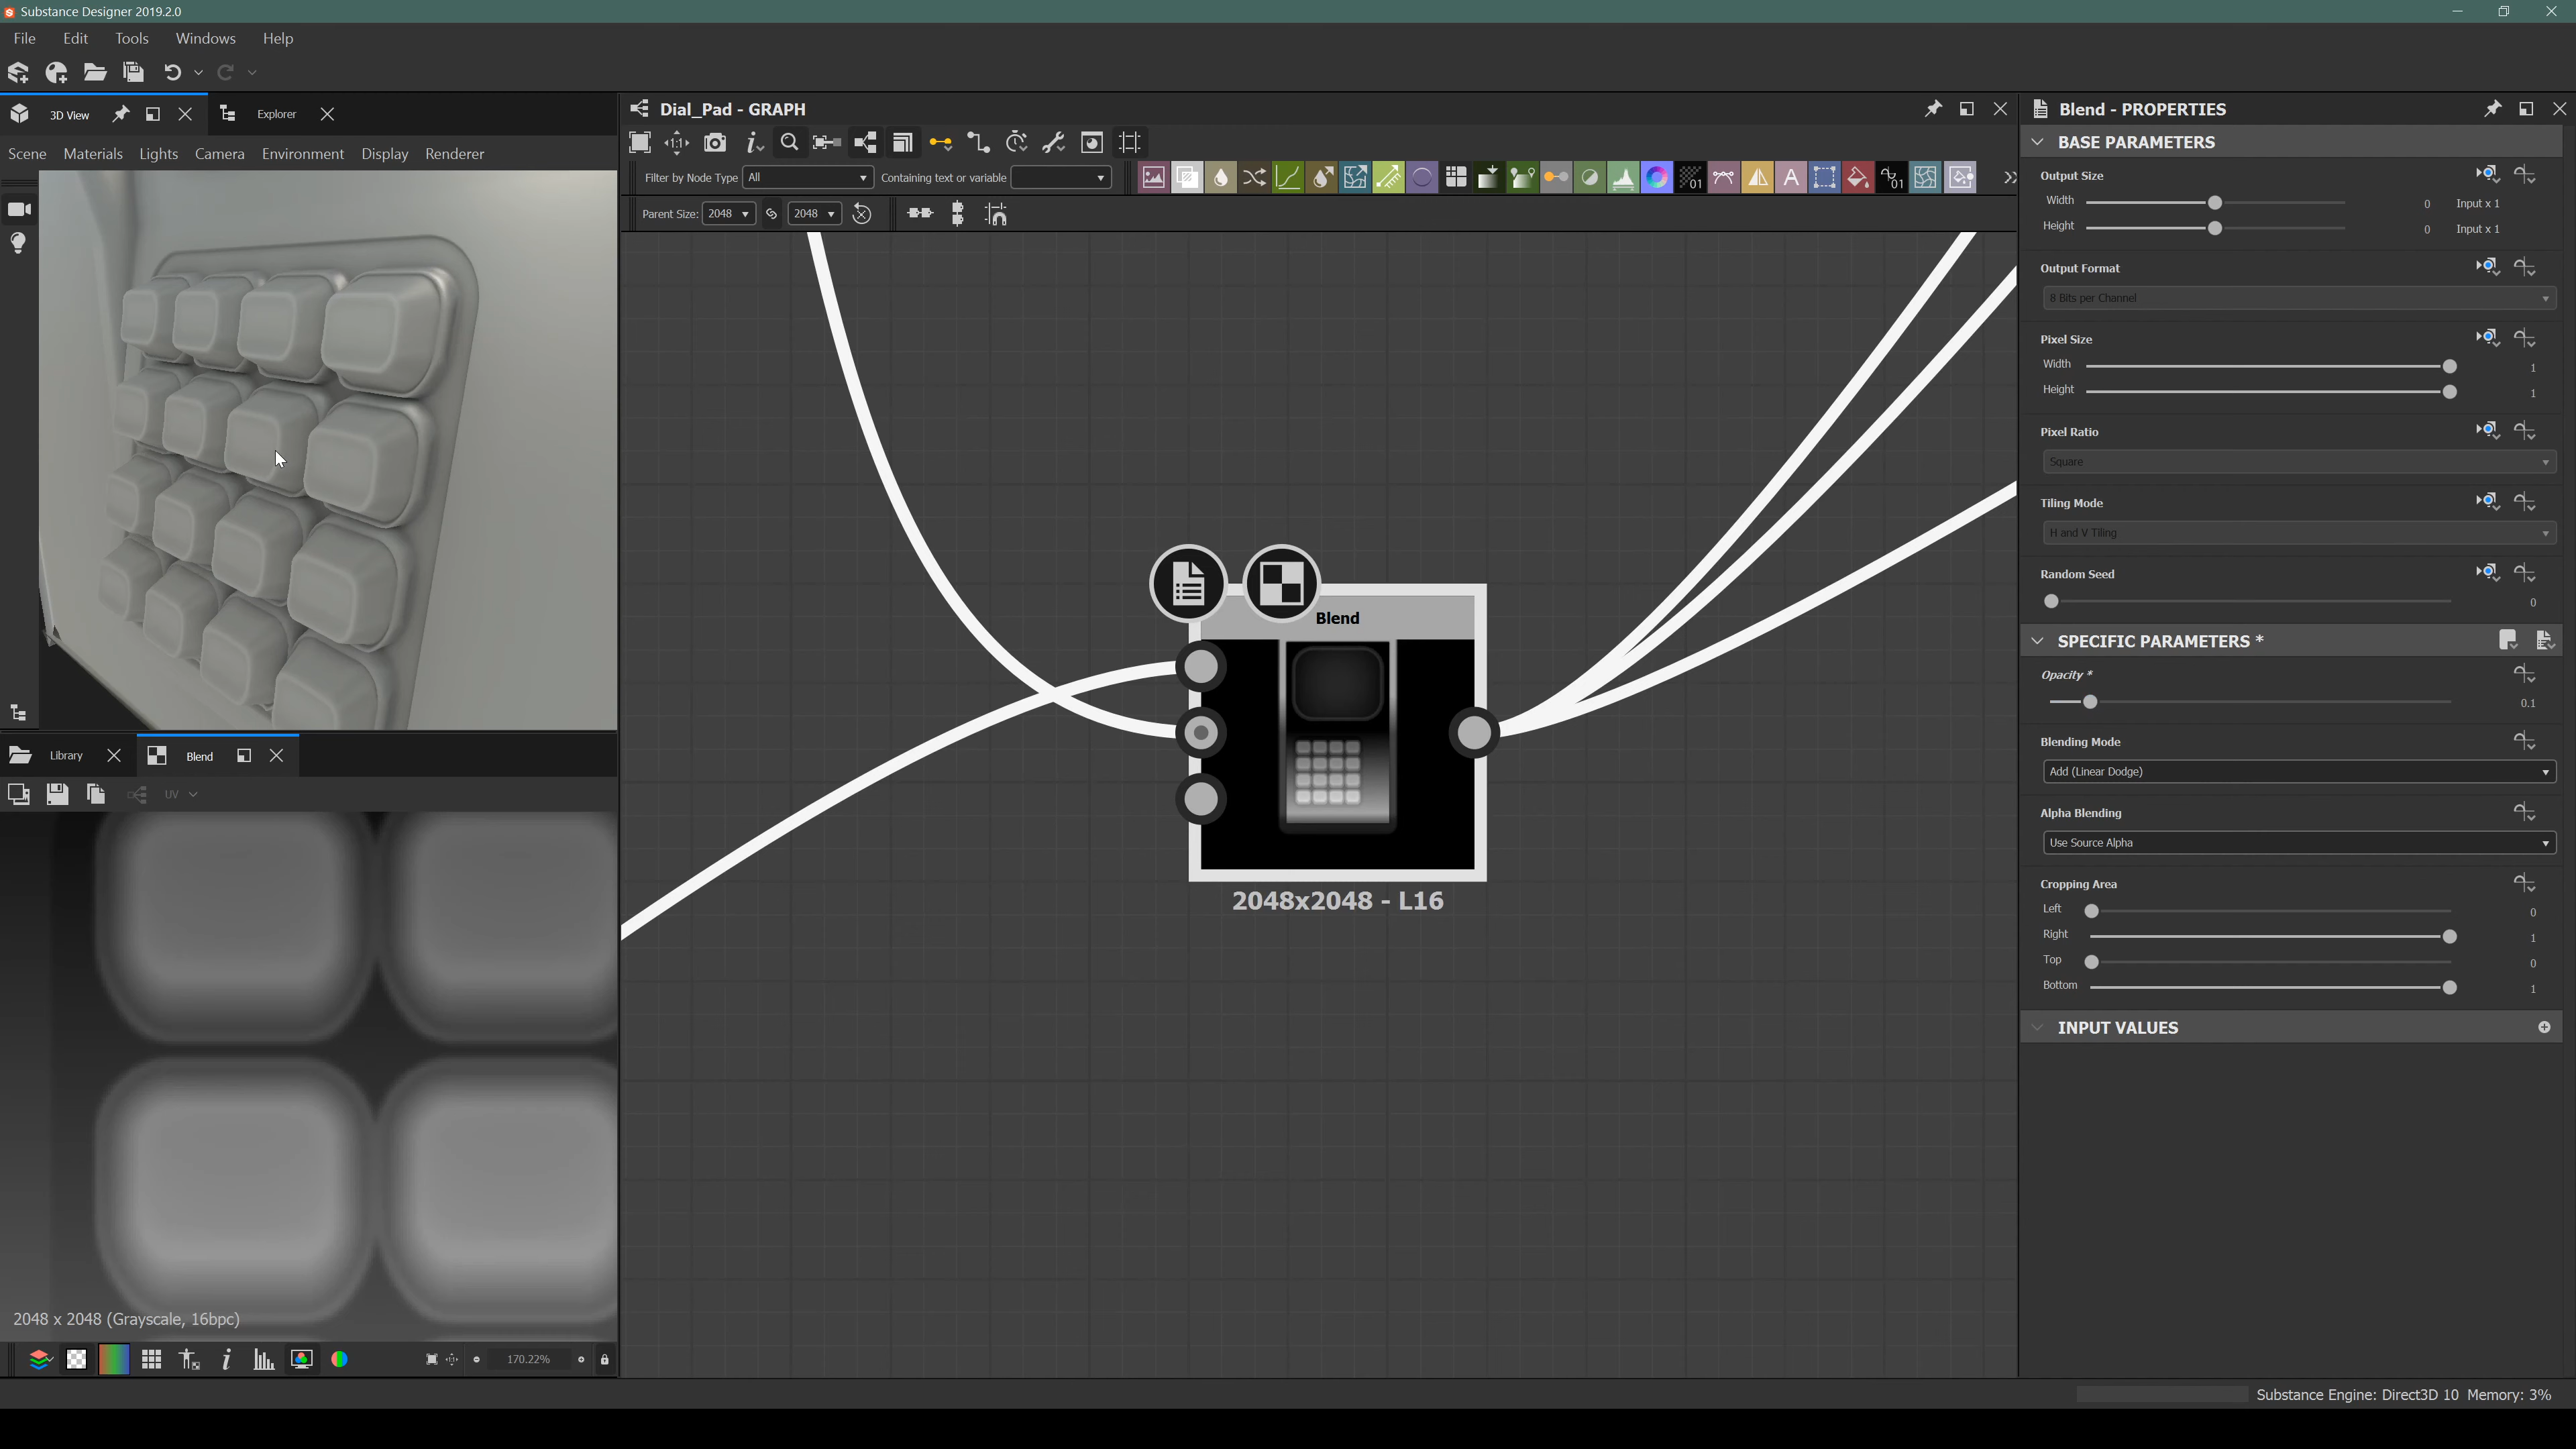 Substance Designer 2019.2.0
File Edit Tools Windows Help
3D View Explorer
Scene Materials Lights Camera Environment Display Renderer
Library Blend
UV
2048 x 2048 (Grayscale, 16bpc)
170.22%
Dial_Pad - GRAPH
1:1
Filter by Node Type All Containing text or variable
01 A 01
Parent Size: 2048 2048
Blend
2048x2048 - L16
Blend - PROPERTIES
BASE PARAMETERS
Output Size
Width 0 Input x 1
Height 0 Input x 1
Output Format
8 Bits per Channel
Pixel Size
Width 1
Height 1
Pixel Ratio
Square
Tiling Mode
H and V Tiling
Random Seed
0
SPECIFIC PARAMETERS *
Opacity *
0.1
Blending Mode
Add (Linear Dodge)
Alpha Blending
Use Source Alpha
Cropping Area
Left 0
Right 1
Top 0
Bottom 1
INPUT VALUES
Substance Engine: Direct3D 10 Memory: 3%